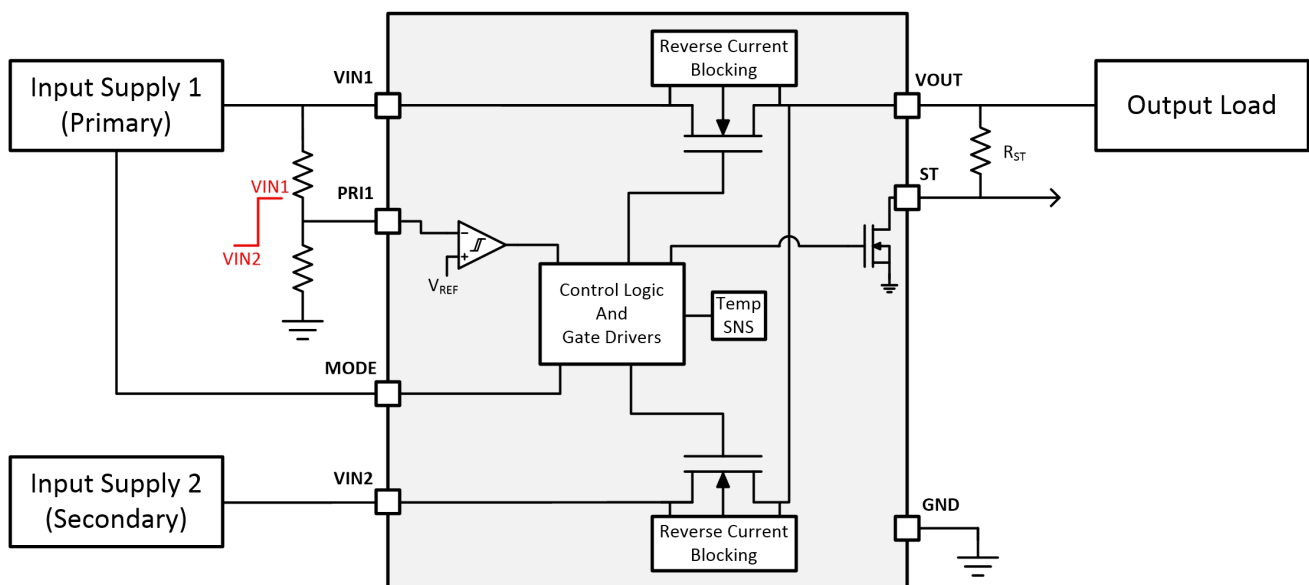 Input Supply 1
(Primary)
VIN1
Reverse Current
Blocking
VOUT
Output Load
RST
ST
VIN1
VIN2
PRI1
−
+
VREF
Control Logic
And
Gate Drivers
Temp
SNS
MODE
Input Supply 2
(Secondary)
VIN2
Reverse Current
Blocking
GND